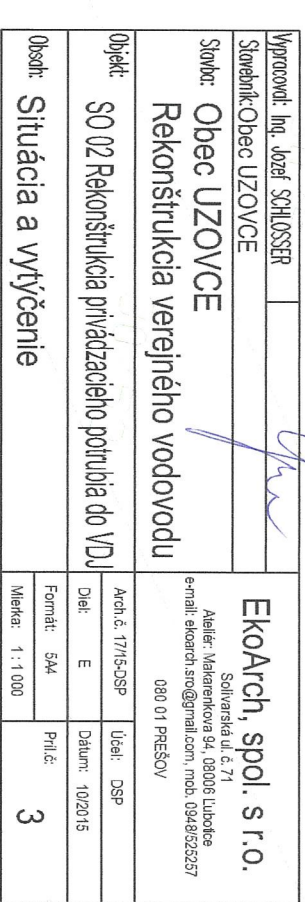 Vypracoval: Ing. Jozef SCHLOSSER
Stavebník: Obec UZOVCE
Stavba: Obec UZOVCE
Rekonštrukcia verejného vodovodu
Objekt:
SO 02 Rekonštrukcia privádzacieho potrubia do VDJ
Obsah: Situácia a vytýčenie
EkoArch, spol. s r.o.
Solivarská ul. č. 71
Ateliér: Makarenkova 94, 08006 Ľubotice
e-mail: ekoarch.sro@gmail.com, mob. 0948/525257
080 01 PREŠOV
Arch.č. 17/15-DSP
Účel: DSP
Diel: E
Dátum: 10/2015
Formát: 5A4
Príl.č:
Mierka: 1:1 000
3